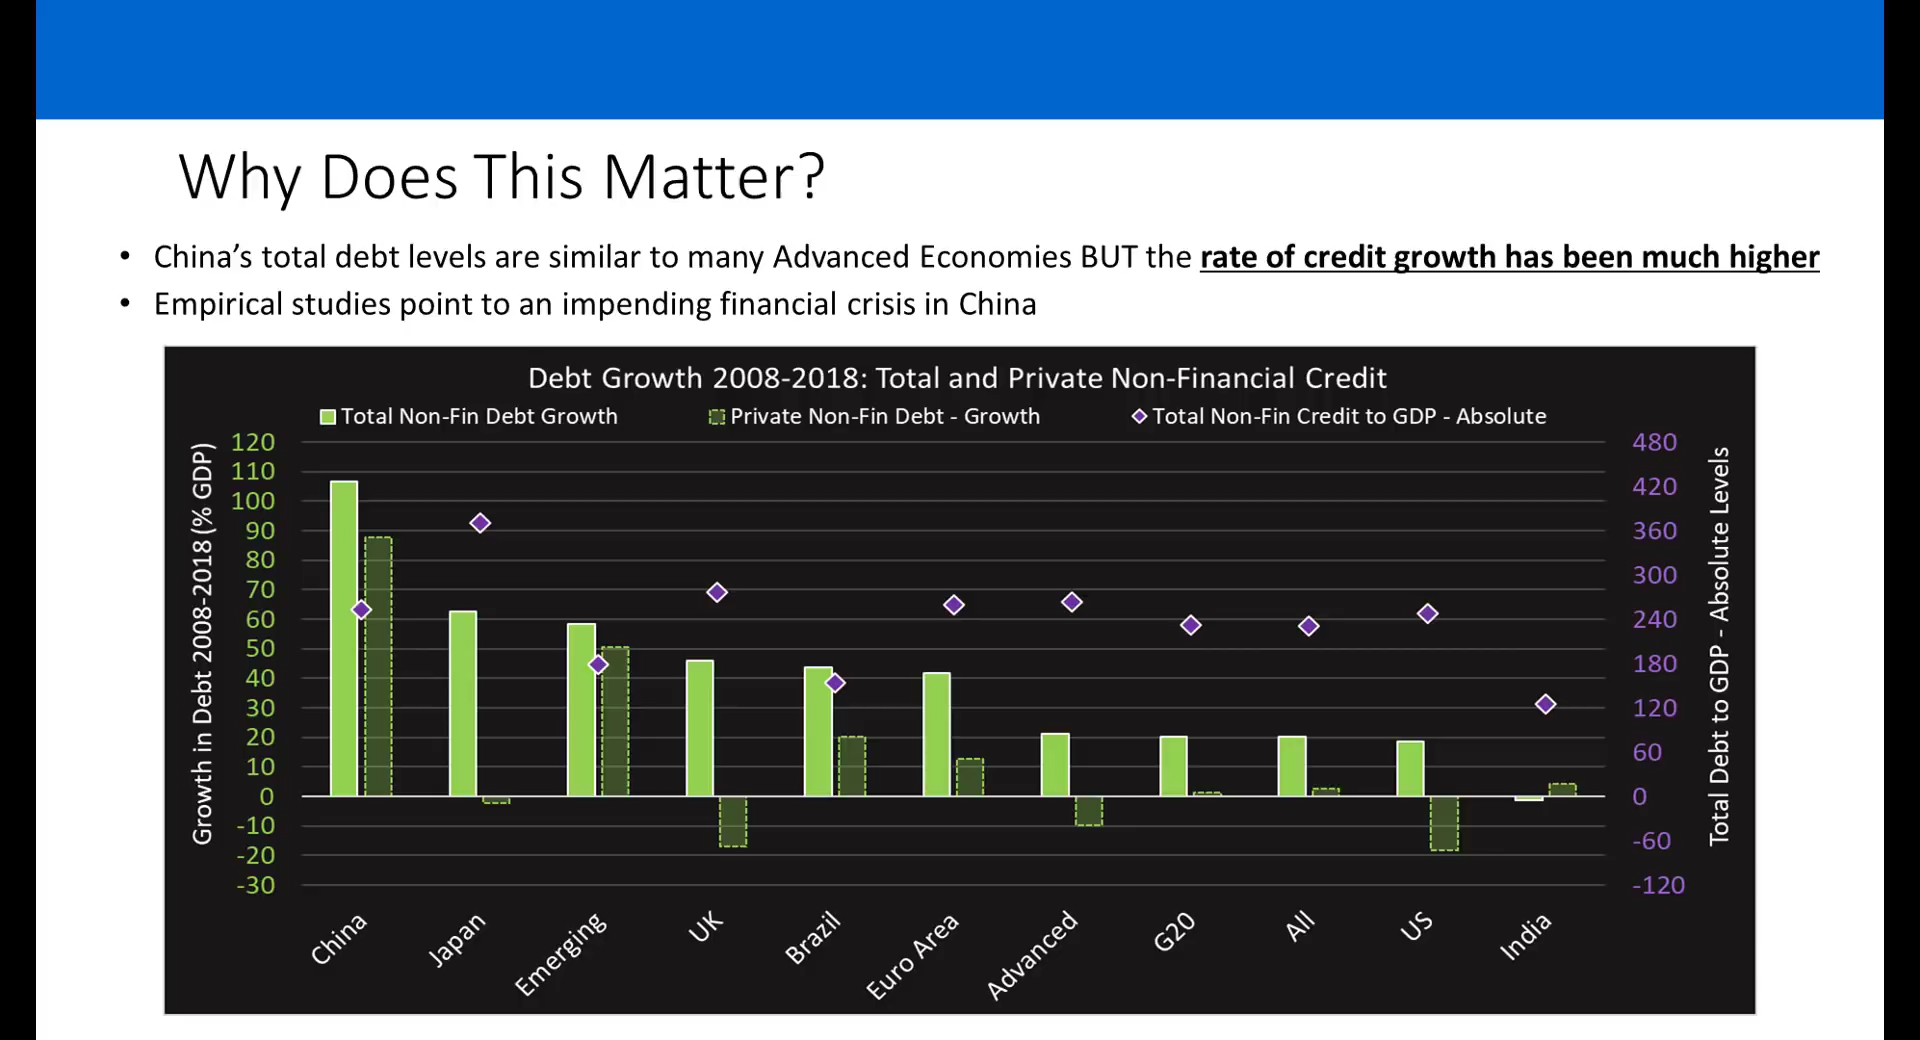 Why Does This Matter?
• China’s total debt levels are similar to many Advanced Economies BUT the rate of credit growth has been much higher
• Empirical studies point to an impending financial crisis in China
Debt Growth 2008-2018: Total and Private Non-Financial Credit
Total Non-Fin Debt Growth
Private Non-Fin Debt - Growth
Total Non-Fin Credit to GDP - Absolute
Growth in Debt 2008-2018 (% GDP)
120
110
100
90
80
70
60
50
40
30
20
10
0
-10
-20
-30
480
420
360
300
240
180
120
60
0
-60
-120
Total Debt to GDP - Absolute Levels
China
Japan
Emerging
UK
Brazil
Euro Area
Advanced
G20
All
US
India